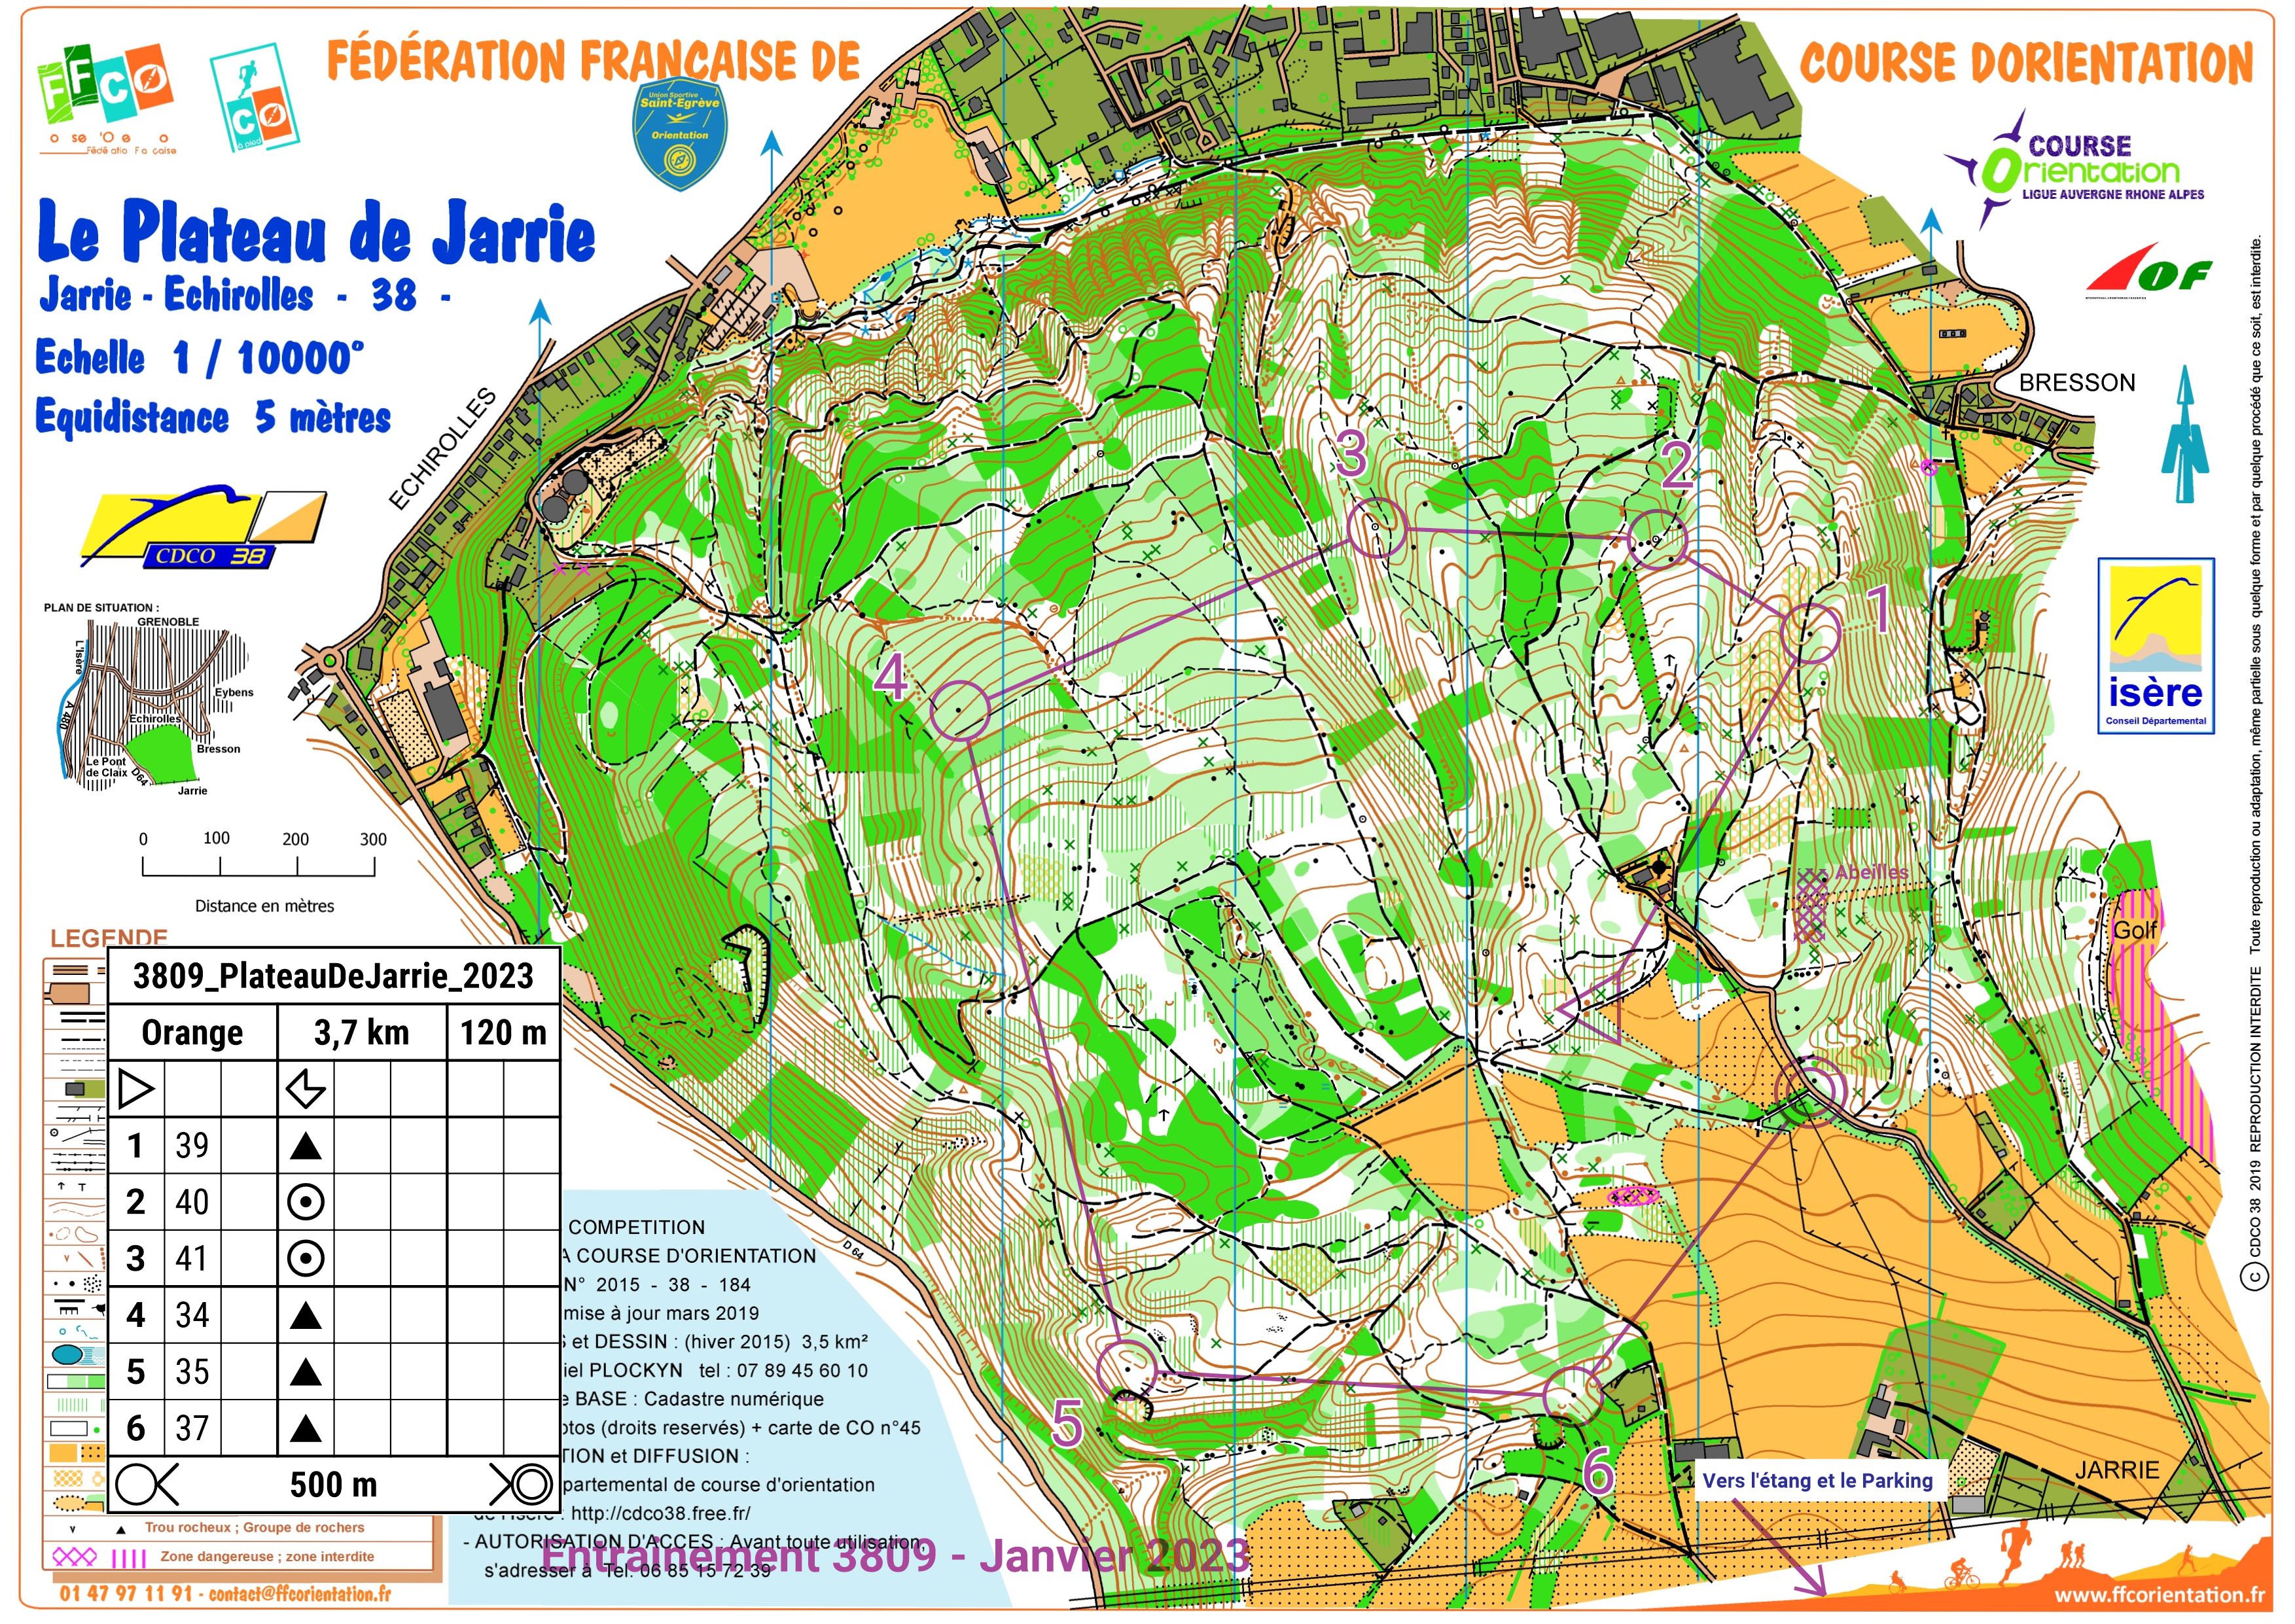 FÉDÉRATION FRANCAISE DE
COURSE DORIENTATION
FFCO
CO
à pied
Union Sportive
Saint-Egrève
Orientation
COURSE
Orientation
LIGUE AUVERGNE RHONE ALPES
IOF
Le Plateau de Jarrie
Jarrie - Echirolles - 38 -
Echelle 1 / 10000°
Equidistance 5 mètres
ECHIROLLES
BRESSON
CDCO 38
PLAN DE SITUATION :
GRENOBLE
L'Isère
A 480
Eybens
Echirolles
Bresson
Le Pont
de Claix
D64
Jarrie
0 100 200 300
Distance en mètres
isère
Conseil Départemental
1
2
3
4
5
6
Abeilles
Golf
D 64
JARRIE
Vers l'étang et le Parking
LEGENDE
3809_PlateauDeJarrie_2023
Orange 3,7 km 120 m
1 39
2 40
3 41
4 34
5 35
6 37
500 m
Trou rocheux ; Groupe de rochers
Zone dangereuse ; zone interdite
01 47 97 11 91 - contact@ffcorientation.fr
COMPETITION
A COURSE D'ORIENTATION
N° 2015 - 38 - 184
mise à jour mars 2019
et DESSIN : (hiver 2015) 3,5 km²
iel PLOCKYN tel : 07 89 45 60 10
e BASE : Cadastre numérique
otos (droits reservés) + carte de CO n°45
TION et DIFFUSION :
partemental de course d'orientation
: http://cdco38.free.fr/
- AUTORISATION D'ACCES : Avant toute utilisation,
s'adresser à Tel: 06 85 15 72 39
Entrainement 3809 - Janvier 2023
www.ffcorientation.fr
C CDCO 38 2019 REPRODUCTION INTERDITE Toute reproduction ou adaptation, même partielle sous quelque forme et par quelque procédé que ce soit, est interdite.